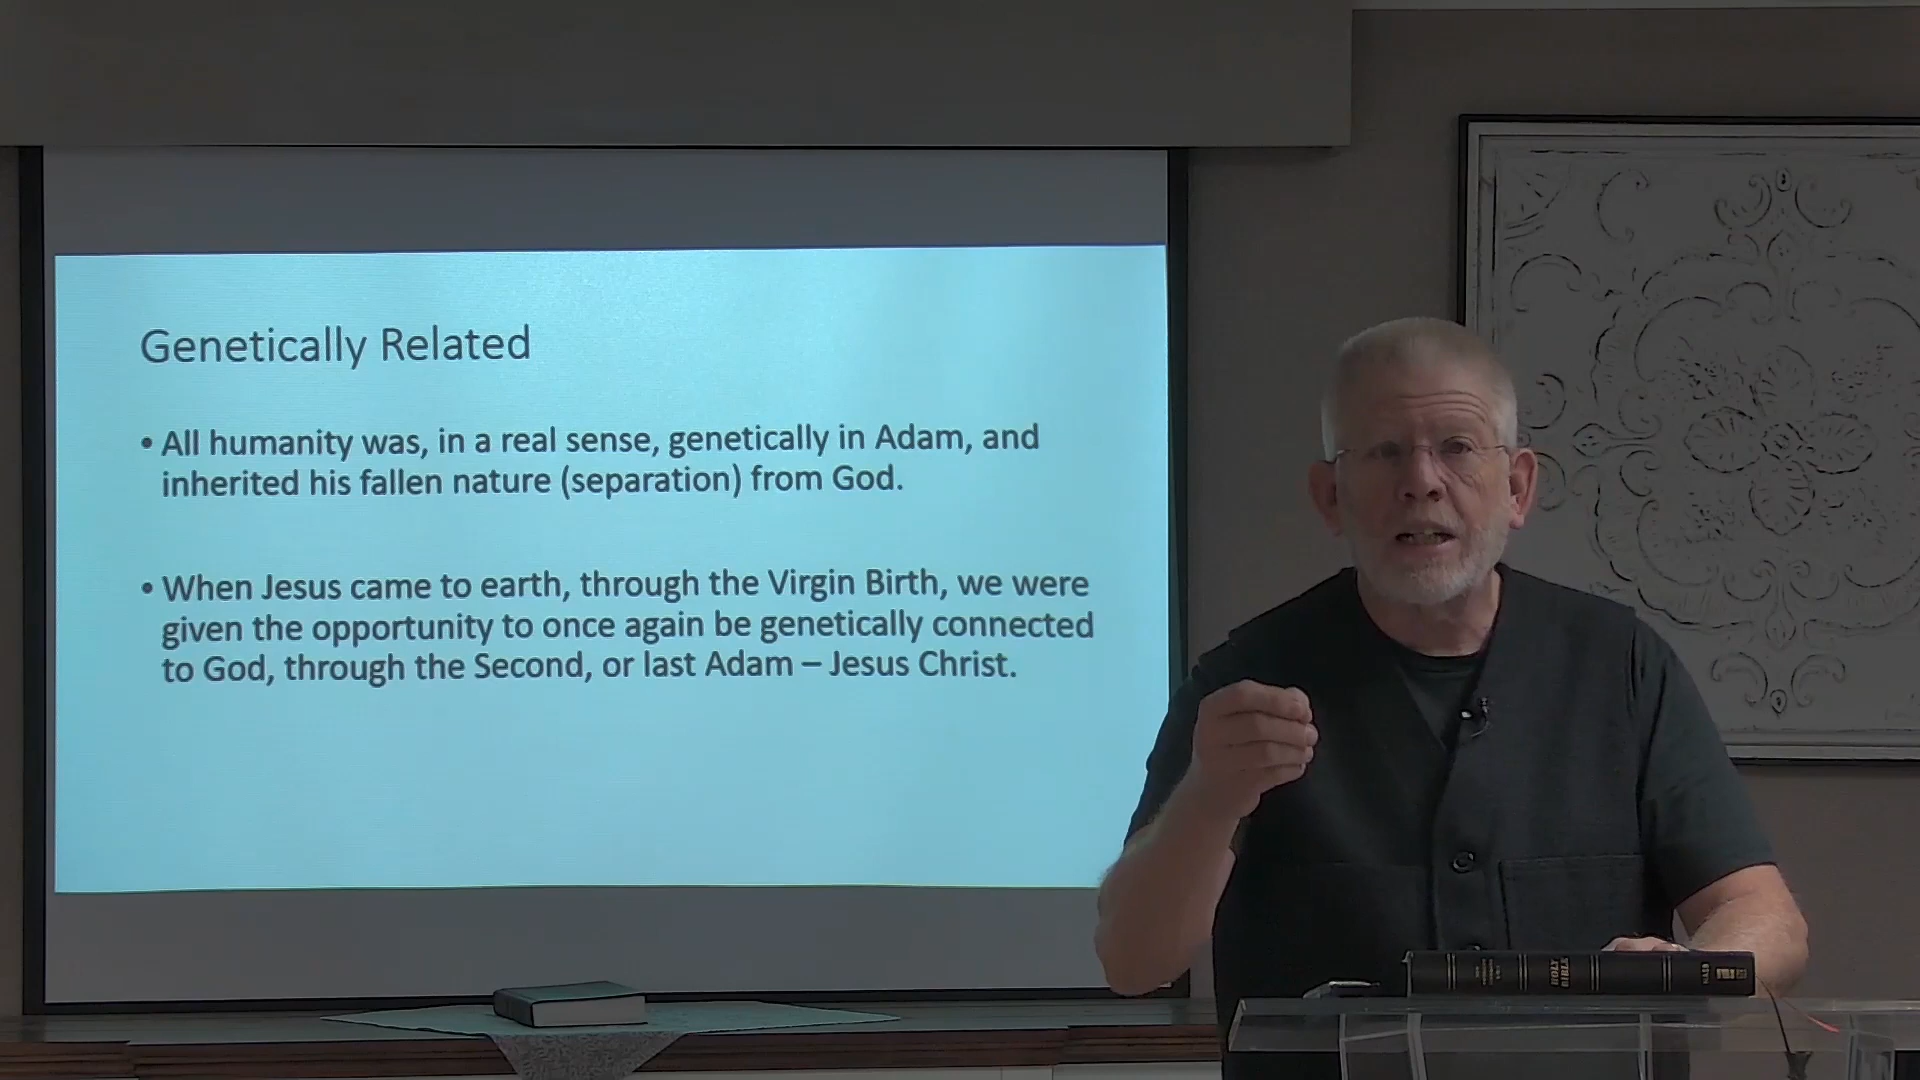 Genetically Related
• All humanity was, in a real sense, genetically in Adam, and
inherited his fallen nature (separation) from God.
• When Jesus came to earth, through the Virgin Birth, we were
given the opportunity to once again be genetically connected
to God, through the Second, or last Adam – Jesus Christ.
HOLY
BIBLE